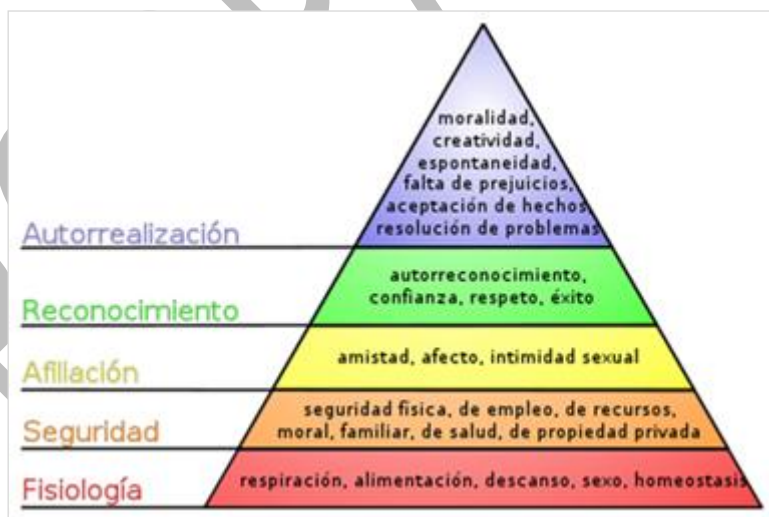 moralidad,
creatividad,
espontaneidad,
falta de prejuicios,
aceptación de hechos,
resolución de problemas
Autorrealización
autorreconocimiento,
confianza, respeto, éxito
Reconocimiento
amistad, afecto, intimidad sexual
Afiliación
seguridad física, de empleo, de recursos,
moral, familiar, de salud, de propiedad privada
Seguridad
respiración, alimentación, descanso, sexo, homeostasis
Fisiología